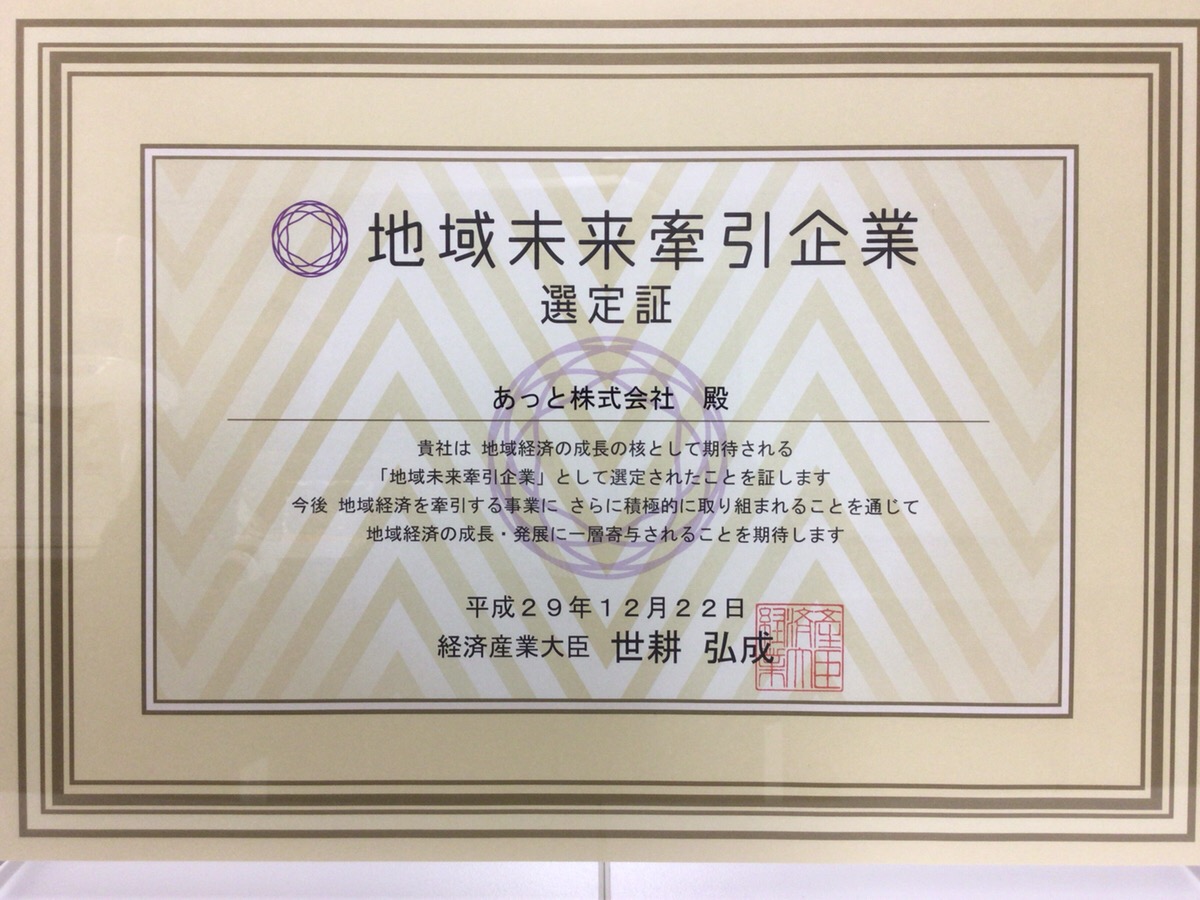 地域未来牽引企業
選定証
あっと株式会社　殿
貴社は 地域経済の成長の核として期待される
「地域未来牽引企業」として選定されたことを証します
今後 地域経済を牽引する事業に さらに積極的に取り組まれることを通じて
地域経済の成長・発展に一層寄与されることを期待します
平成２９年１２月２２日
経済産業大臣 世耕 弘成